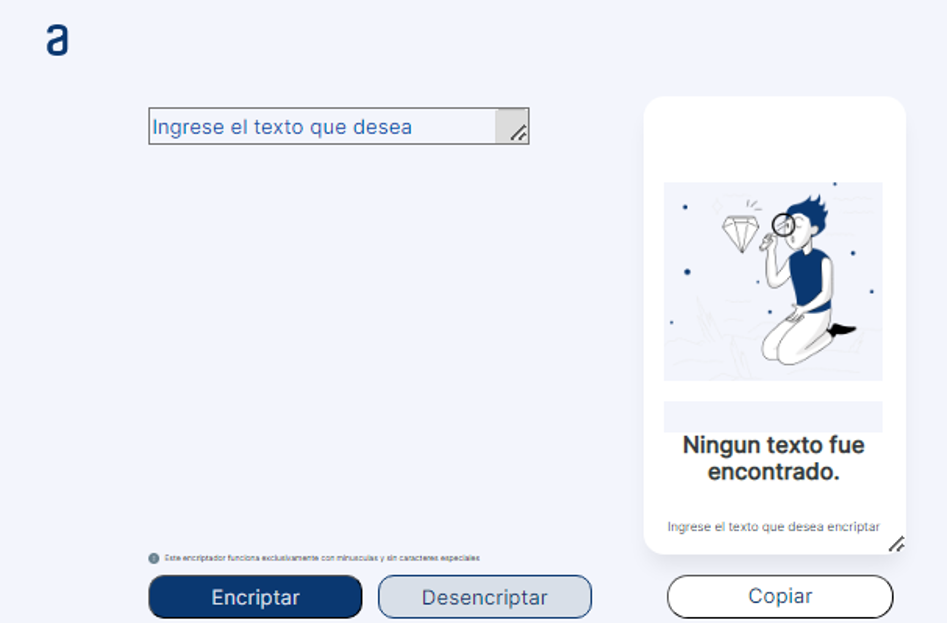 a
Ingrese el texto que desea
Ningun texto fue
encontrado.
Ingrese el texto que desea encriptar
Este encriptador funciona exclusivamente con minusculas y sin caracteres especiales
Encriptar
Desencriptar
Copiar